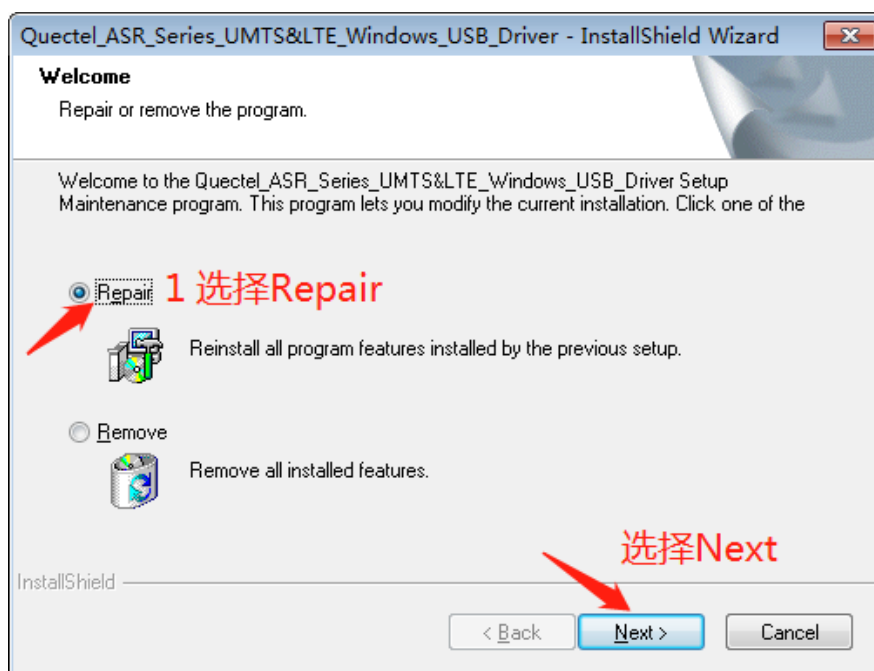 Quectel_ASR_Series_UMTS&LTE_Windows_USB_Driver - InstallShield Wizard
Welcome
Repair or remove the program.
Welcome to the Quectel_ASR_Series_UMTS&LTE_Windows_USB_Driver Setup
Maintenance program. This program lets you modify the current installation. Click one of the
Repair 1 选择Repair
Reinstall all program features installed by the previous setup.
Remove
Remove all installed features.
选择Next
InstallShield
< Back Next > Cancel